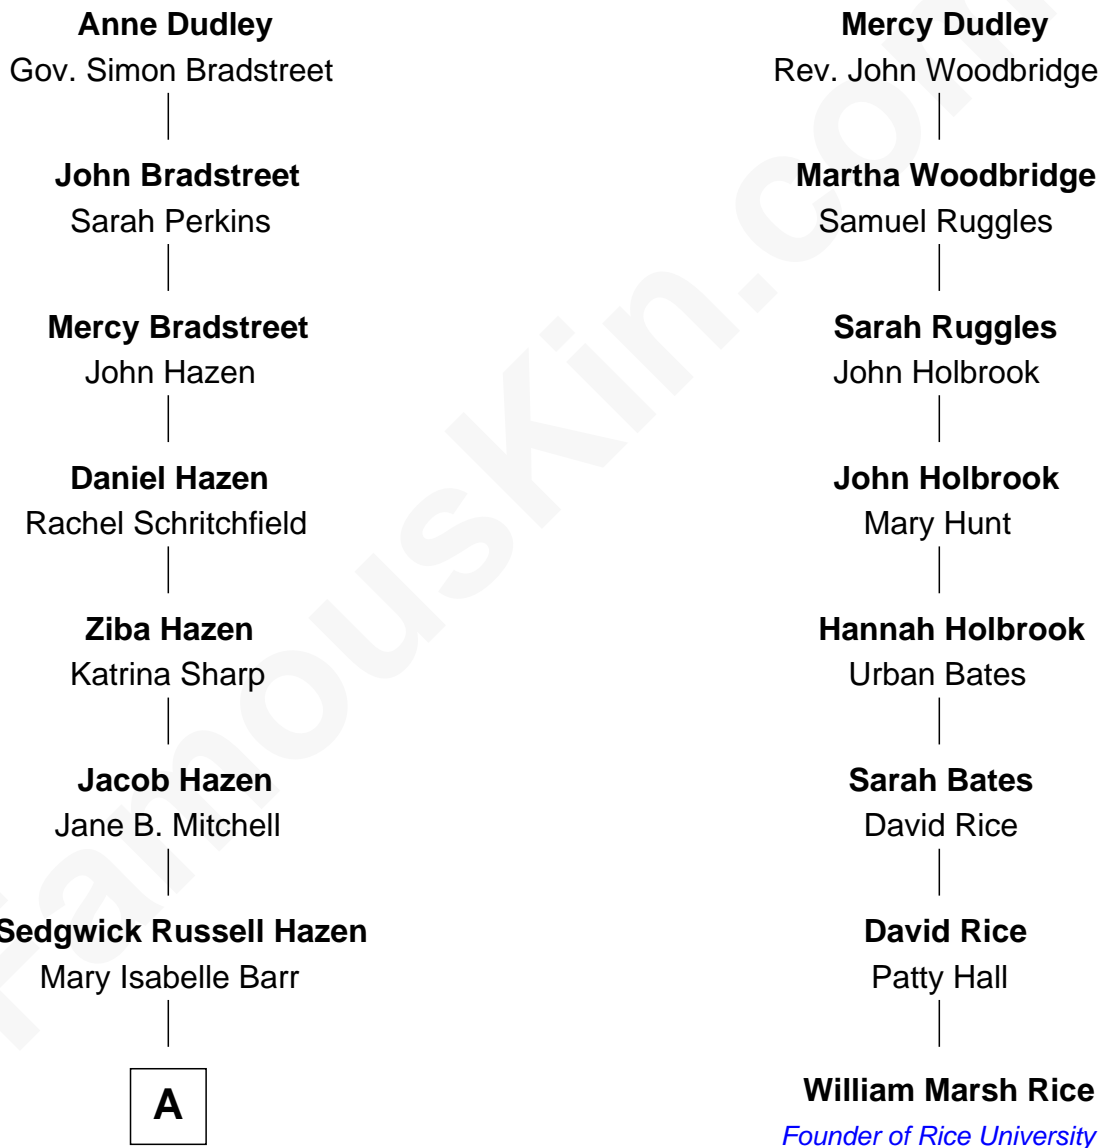 Anne Dudley
Gov. Simon Bradstreet
John Bradstreet
Sarah Perkins
Mercy Bradstreet
John Hazen
Daniel Hazen
Rachel Schritchfield
Ziba Hazen
Katrina Sharp
Jacob Hazen
Jane B. Mitchell
Sedgwick Russell Hazen
Mary Isabelle Barr
A
Mercy Dudley
Rev. John Woodbridge
Martha Woodbridge
Samuel Ruggles
Sarah Ruggles
John Holbrook
John Holbrook
Mary Hunt
Hannah Holbrook
Urban Bates
Sarah Bates
David Rice
David Rice
Patty Hall
William Marsh Rice
Founder of Rice University
FamousKin.com